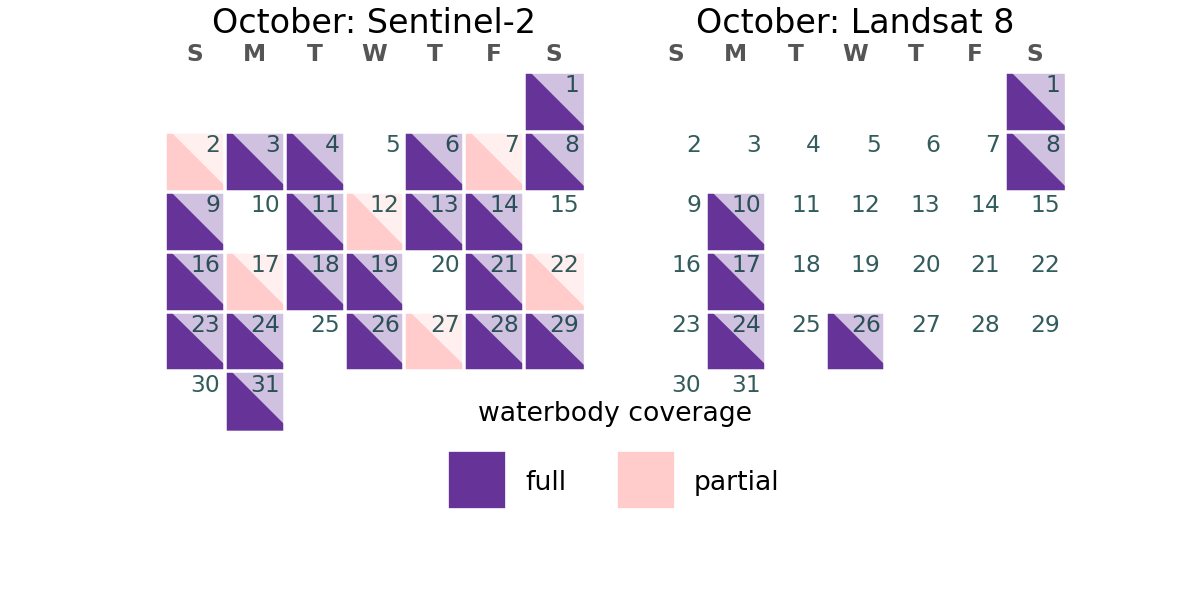 October: Sentinel-2
S M T W T F S
1
2 3 4 5 6 7 8
9 10 11 12 13 14 15
16 17 18 19 20 21 22
23 24 25 26 27 28 29
30 31
October: Landsat 8
S M T W T F S
1
2 3 4 5 6 7 8
9 10 11 12 13 14 15
16 17 18 19 20 21 22
23 24 25 26 27 28 29
30 31
waterbody coverage
full partial